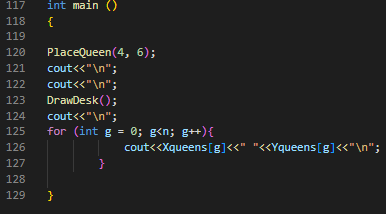 117 int main ()
118 {
119
120 PlaceQueen(4, 6);
121 cout<<"\n";
122 cout<<"\n";
123 DrawDesk();
124 cout<<"\n";
125 for (int g = 0; g<n; g++){
126 cout<<Xqueens[g]<<" "<<Yqueens[g]<<"\n";
127 }
128
129 }